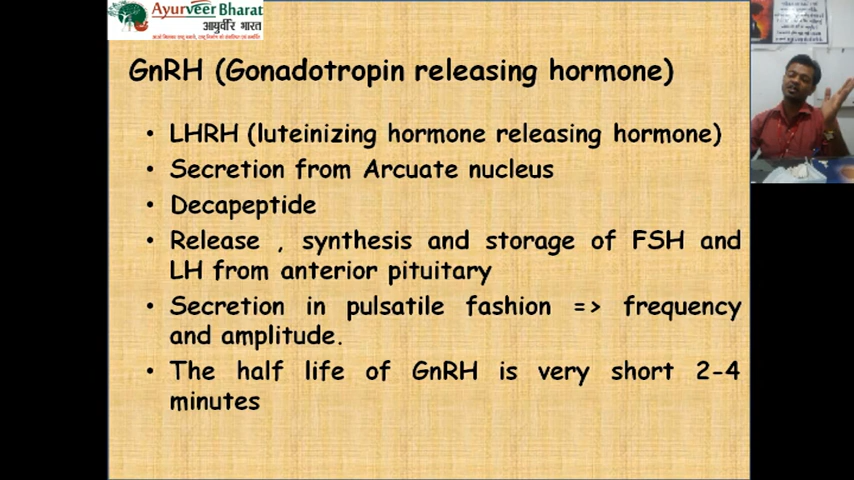 Ayurveer Bharat
आयुर्वीर भारत
GnRH (Gonadotropin releasing hormone)
• LHRH (luteinizing hormone releasing hormone)
• Secretion from Arcuate nucleus
• Decapeptide
• Release , synthesis and storage of FSH and
LH from anterior pituitary
• Secretion in pulsatile fashion => frequency
and amplitude.
• The half life of GnRH is very short 2-4
minutes